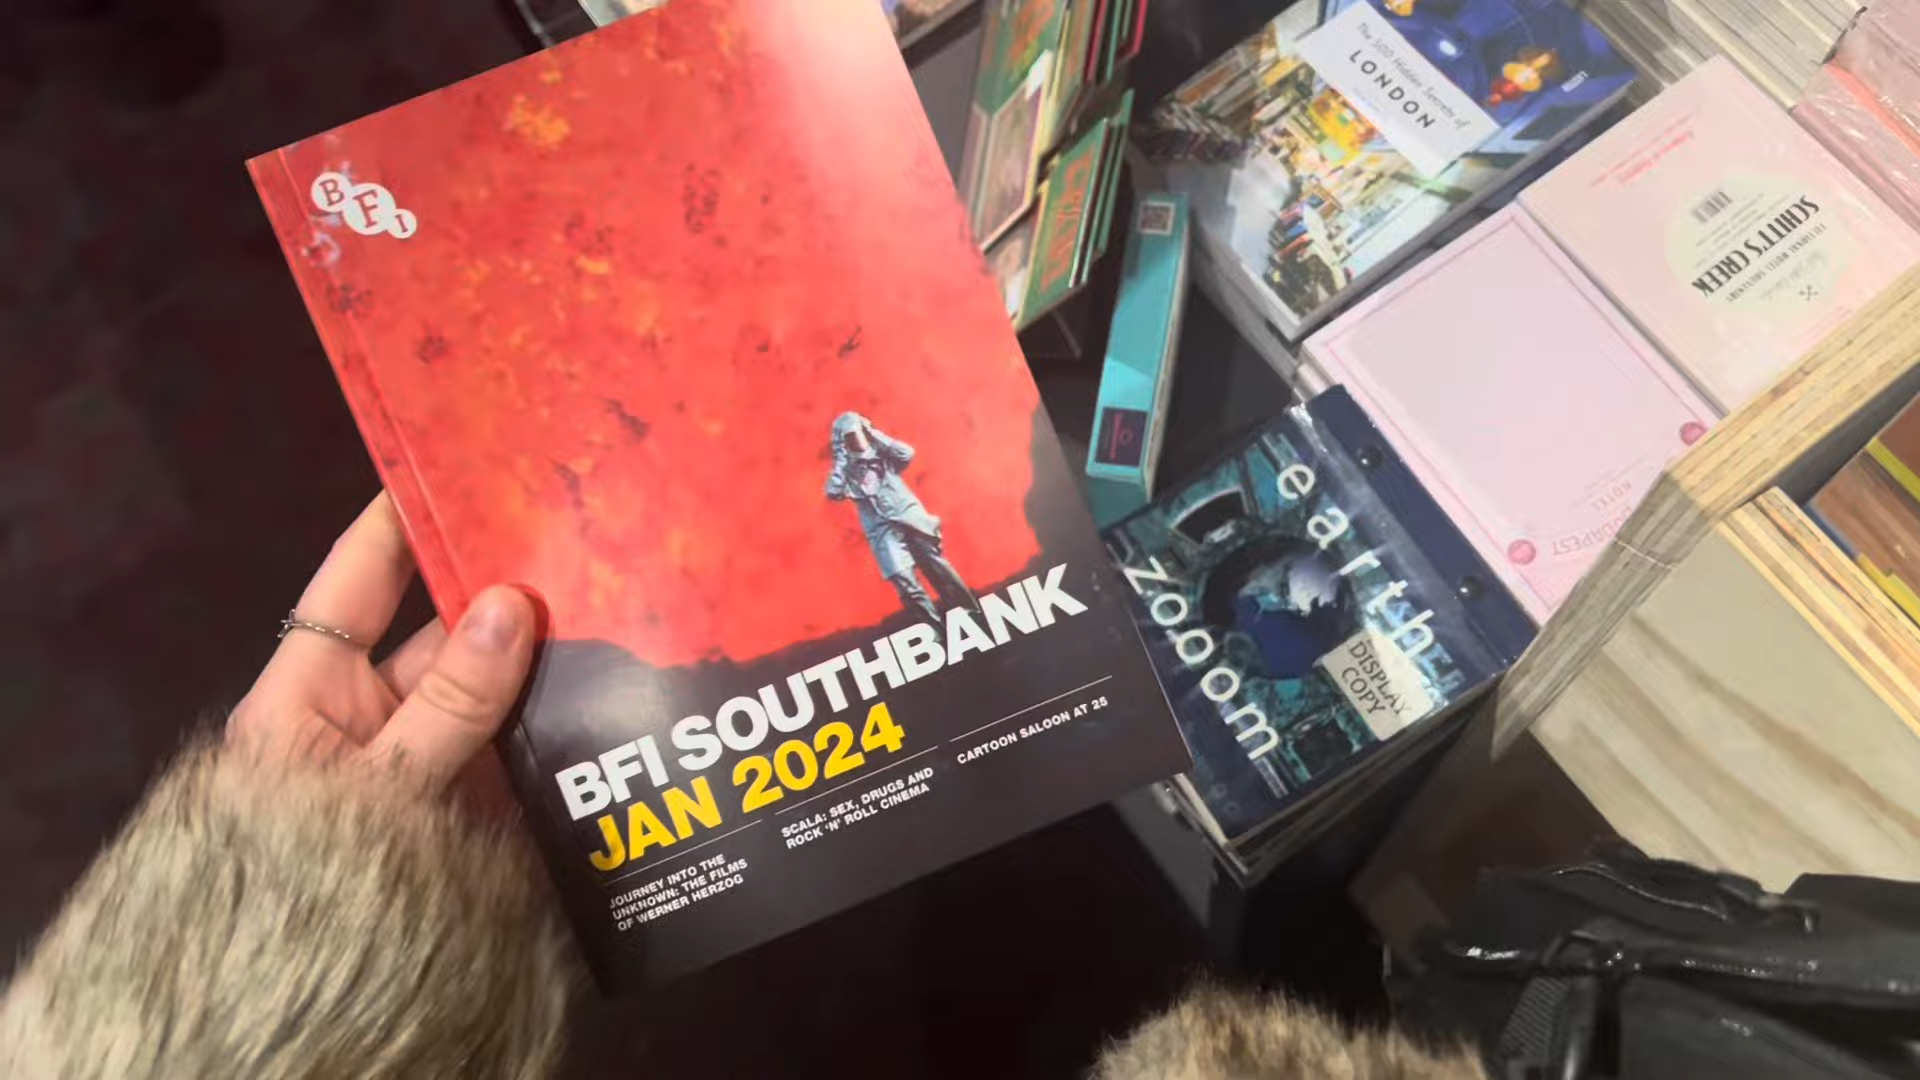 BFI
BFI SOUTHBANK
JAN 2024
JOURNEY INTO THE
UNKNOWN: THE FILMS
OF WERNER HERZOG
SCALA: SEX, DRUGS AND
ROCK 'N' ROLL CINEMA
CARTOON SALOON AT 25
The 500 Hidden Secrets of
LONDON
SCHITT'S CREEK
earth
zooom
DISPLAY
COPY
HOTEL